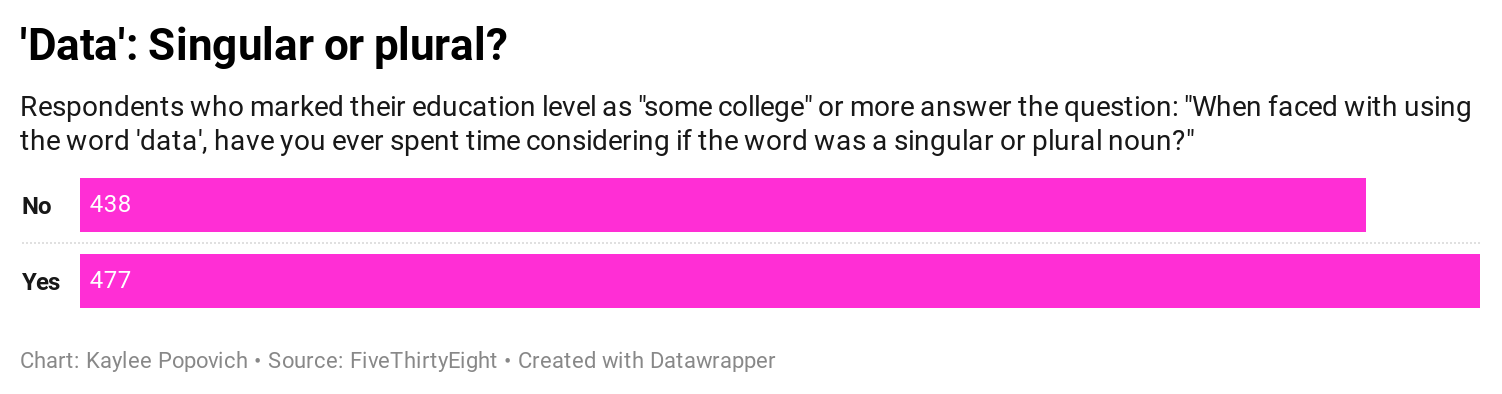 'Data': Singular or plural?
Respondents who marked their education level as "some college" or more answer the question: "When faced with using
the word 'data', have you ever spent time considering if the word was a singular or plural noun?"
No 438
Yes 477
Chart: Kaylee Popovich • Source: FiveThirtyEight • Created with Datawrapper